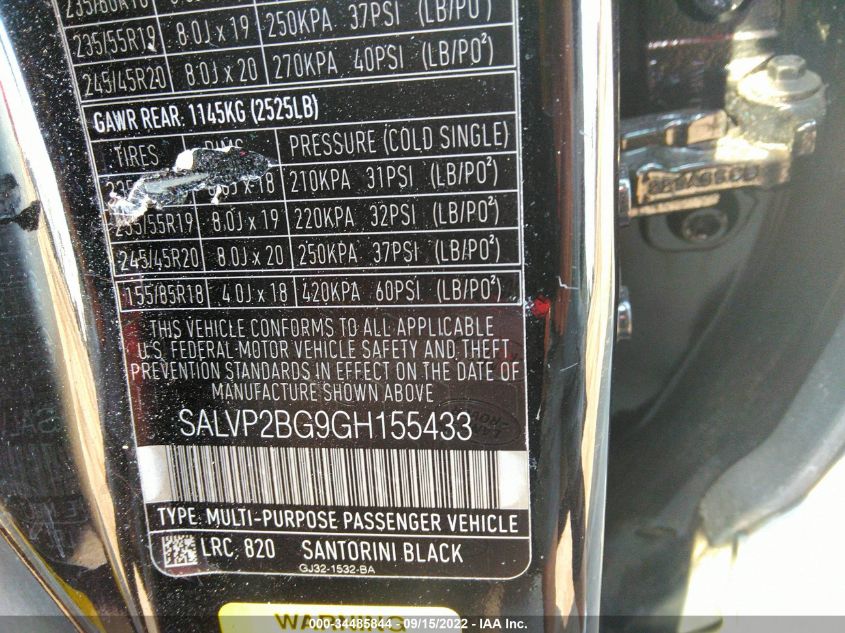 235/60R18
235/55R19 8.0J x 19 250KPA 37PSI (LB/PO²)
245/45R20 8.0J x 20 270KPA 40PSI (LB/PO²)
GAWR REAR. 1145KG (2525LB)
TIRES RIMS PRESSURE (COLD SINGLE)
x 18 210KPA 31PSI (LB/PO²)
235/55R19 8.0J x 19 220KPA 32PSI (LB/PO²)
245/45R20 8.0J x 20 250KPA 37PSI (LB/PO²)
155/85R18 4.0J x 18 420KPA 60PSI (LB/PO²)
THIS VEHICLE CONFORMS TO ALL APPLICABLE
U.S. FEDERAL MOTOR VEHICLE SAFETY AND THEFT
PREVENTION STANDARDS IN EFFECT ON THE DATE OF
MANUFACTURE SHOWN ABOVE
SALVP2BG9GH155433
TYPE: MULTI-PURPOSE PASSENGER VEHICLE
LRC, 820 SANTORINI BLACK
GJ32-1532-BA
WARNING
000-34485844 - 09/15/2022 - IAA Inc.